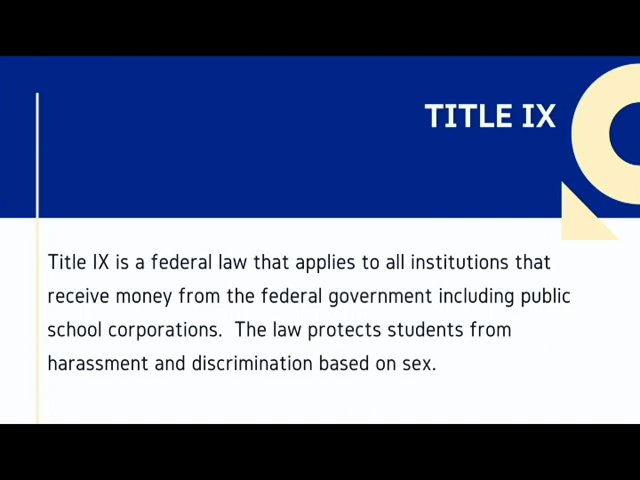 TITLE IX
Title IX is a federal law that applies to all institutions that
receive money from the federal government including public
school corporations.  The law protects students from
harassment and discrimination based on sex.